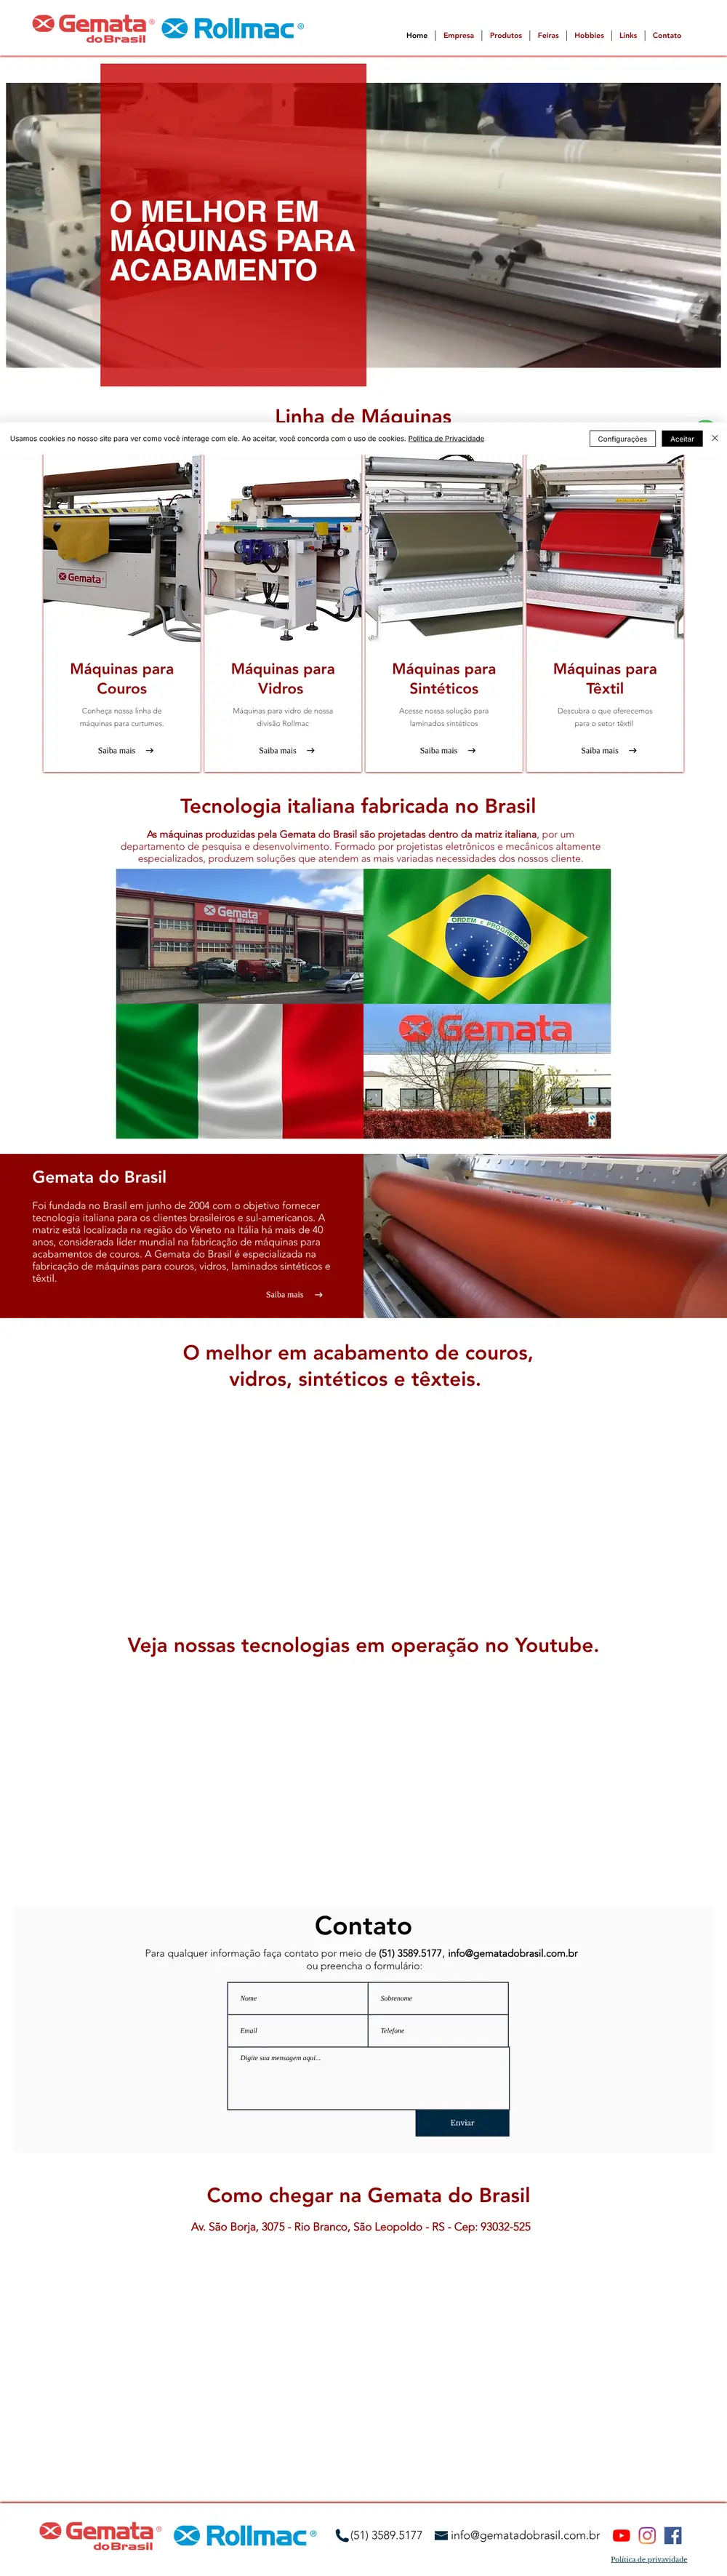 Gemata®
do Brasil
Rollmac®
Home
Empresa
Produtos
Feiras
Hobbies
Links
Contato
O MELHOR EM
MÁQUINAS PARA
ACABAMENTO
Linha de Máquinas
Usamos cookies no nosso site para ver como você interage com ele. Ao aceitar, você concorda com o uso de cookies. Política de Privacidade
Configurações
Aceitar
Gemata
Rollmac
Máquinas para
Couros
Conheça nossa linha de
máquinas para curtumes.
Saiba mais
Máquinas para
Vidros
Máquinas para vidro de nossa
divisão Rollmac
Saiba mais
Máquinas para
Sintéticos
Acesse nossa solução para
laminados sintéticos
Saiba mais
Máquinas para
Têxtil
Descubra o que oferecemos
para o setor têxtil
Saiba mais
Tecnologia italiana fabricada no Brasil
As máquinas produzidas pela Gemata do Brasil são projetadas dentro da matriz italiana, por um
departamento de pesquisa e desenvolvimento. Formado por projetistas eletrônicos e mecânicos altamente
especializados, produzem soluções que atendem as mais variadas necessidades dos nossos cliente.
Gemata
do Brasil
ORDEM E PROGRESSO
Gemata
Gemata do Brasil
Foi fundada no Brasil em junho de 2004 com o objetivo fornecer
tecnologia italiana para os clientes brasileiros e sul-americanos. A
matriz está localizada na região do Vêneto na Itália há mais de 40
anos, considerada líder mundial na fabricação de máquinas para
acabamentos de couros. A Gemata do Brasil é especializada na
fabricação de máquinas para couros, vidros, laminados sintéticos e
têxtil.
Saiba mais
O melhor em acabamento de couros,
vidros, sintéticos e têxteis.
Veja nossas tecnologias em operação no Youtube.
Contato
Para qualquer informação faça contato por meio de (51) 3589.5177, info@gematadobrasil.com.br
ou preencha o formulário:
Nome
Sobrenome
Email
Telefone
Digite sua mensagem aqui...
Enviar
Como chegar na Gemata do Brasil
Av. São Borja, 3075 - Rio Branco, São Leopoldo - RS - Cep: 93032-525
Gemata®
do Brasil
Rollmac®
(51) 3589.5177
info@gematadobrasil.com.br
Política de privavidade